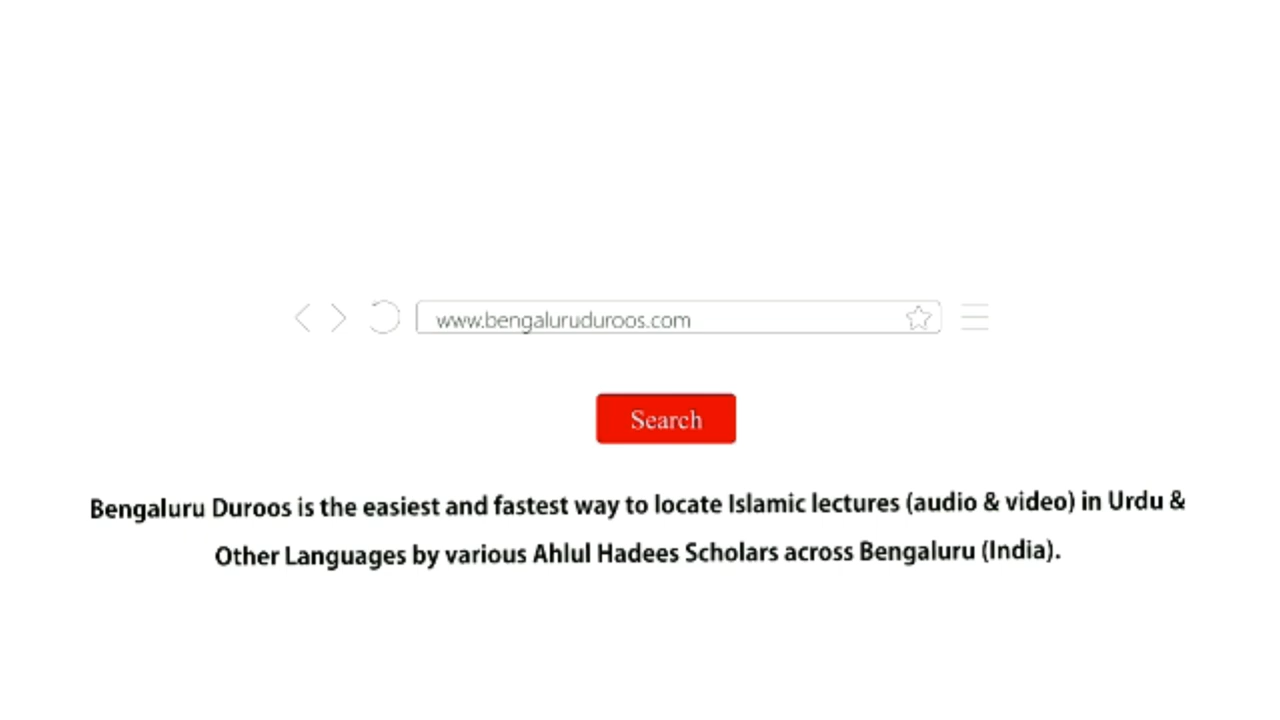 www.bengaluruduroos.com
Search
Bengaluru Duroos is the easiest and fastest way to locate Islamic lectures (audio & video) in Urdu &
Other Languages by various Ahlul Hadees Scholars across Bengaluru (India).